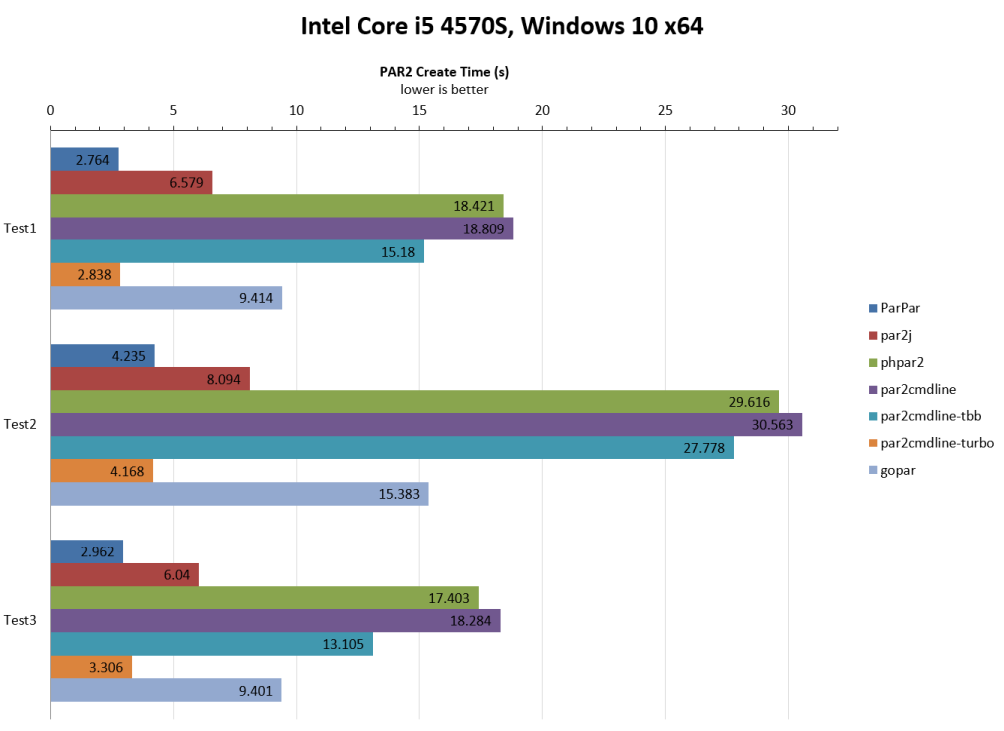 Intel Core i5 4570S, Windows 10 x64
PAR2 Create Time (s)
lower is better
0 5 10 15 20 25 30
Test1
2.764
6.579
18.421
18.809
15.18
2.838
9.414
Test2
4.235
8.094
29.616
30.563
27.778
4.168
15.383
Test3
2.962
6.04
17.403
18.284
13.105
3.306
9.401
ParPar
par2j
phpar2
par2cmdline
par2cmdline-tbb
par2cmdline-turbo
gopar